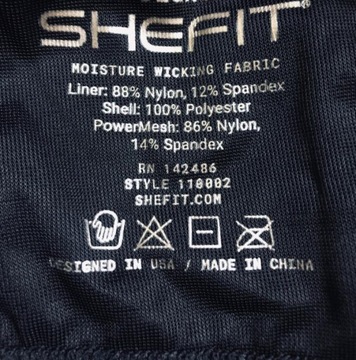 SHEFIT
MOISTURE WICKING FABRIC
Liner: 88% Nylon, 12% Spandex
Shell: 100% Polyester
PowerMesh: 86% Nylon,
14% Spandex
RN 142486
STYLE 110002
SHEFIT.COM
DESIGNED IN USA / MADE IN CHINA